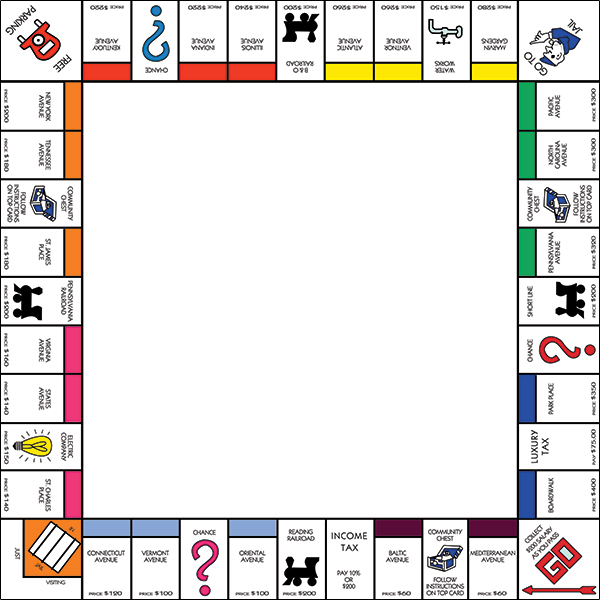 FREE
PARKING
KENTUCKY
AVENUE
PRICE $220
CHANCE
INDIANA
AVENUE
PRICE $220
ILLINOIS
AVENUE
PRICE $240
B & O
RAILROAD
PRICE $200
ATLANTIC
AVENUE
PRICE $260
VENTNOR
AVENUE
PRICE $260
WATER
WORKS
PRICE $150
MARVIN
GARDENS
PRICE $280
GO TO
JAIL
NEW YORK
AVENUE
PRICE $200
TENNESSEE
AVENUE
PRICE $180
COMMUNITY
CHEST
FOLLOW
INSTRUCTIONS
ON TOP CARD
ST. JAMES
PLACE
PRICE $180
PENNSYLVANIA
RAILROAD
PRICE $200
VIRGINIA
AVENUE
PRICE $160
STATES
AVENUE
PRICE $140
ELECTRIC
COMPANY
PRICE $150
ST. CHARLES
PLACE
PRICE $140
PACIFIC
AVENUE
PRICE $300
NORTH
CAROLINA
AVENUE
PRICE $300
COMMUNITY
CHEST
FOLLOW
INSTRUCTIONS
ON TOP CARD
PENNSYLVANIA
AVENUE
PRICE $320
SHORT LINE
PRICE $200
CHANCE
PARK PLACE
PRICE $350
LUXURY
TAX
PAY $75.00
BOARDWALK
PRICE $400
IN
JAIL
JUST
VISITING
CONNECTICUT
AVENUE
PRICE $120
VERMONT
AVENUE
PRICE $100
CHANCE
ORIENTAL
AVENUE
PRICE $100
READING
RAILROAD
PRICE $200
INCOME
TAX
PAY 10%
OR
$200
BALTIC
AVENUE
PRICE $60
COMMUNITY
CHEST
FOLLOW
INSTRUCTIONS
ON TOP CARD
MEDITERRANEAN
AVENUE
PRICE $60
COLLECT
$200 SALARY
AS YOU PASS
GO